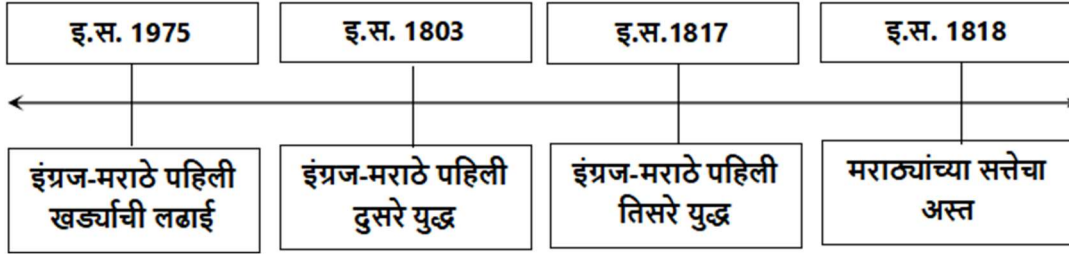 इ.स. 1975
इ.स. 1803
इ.स.1817
इ.स. 1818
इंग्रज-मराठे पहिली
खर्ड्याची लढाई
इंग्रज-मराठे पहिली
दुसरे युद्ध
इंग्रज-मराठे पहिली
तिसरे युद्ध
मराठ्यांच्या सत्तेचा
अस्त